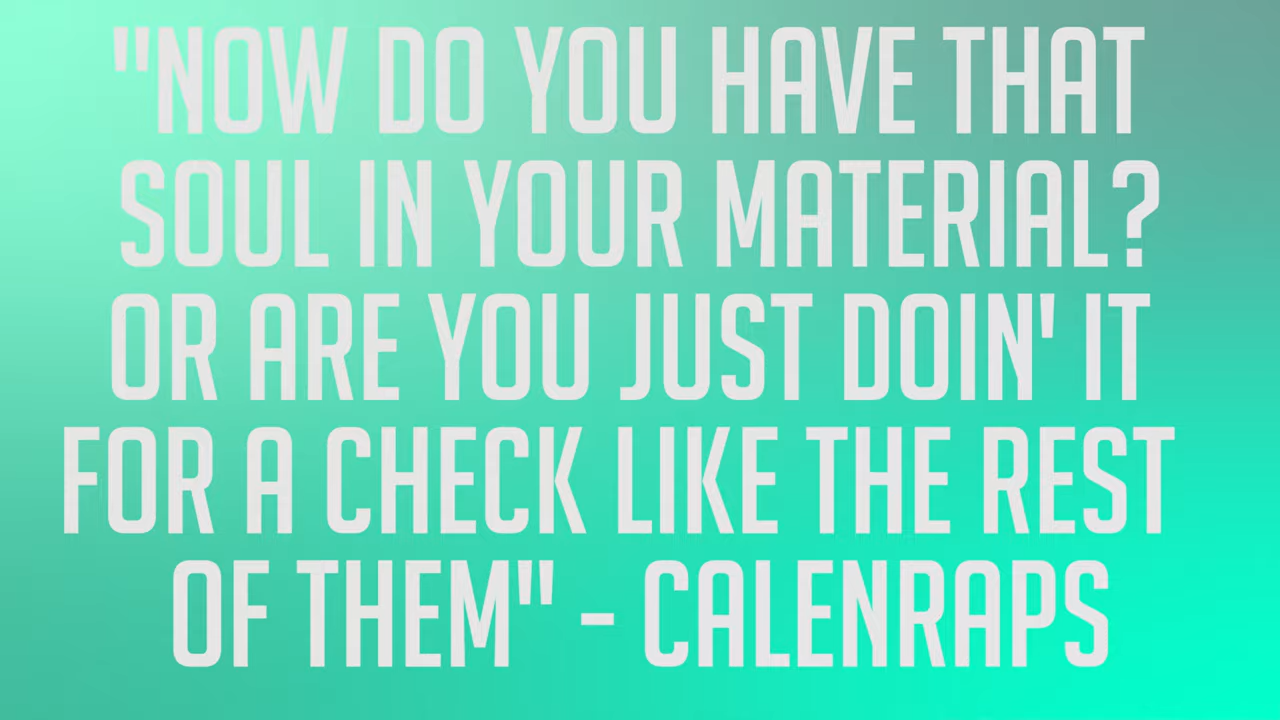 "NOW DO YOU HAVE THAT
SOUL IN YOUR MATERIAL?
OR ARE YOU JUST DOIN' IT
FOR A CHECK LIKE THE REST
OF THEM" - CALENRAPS